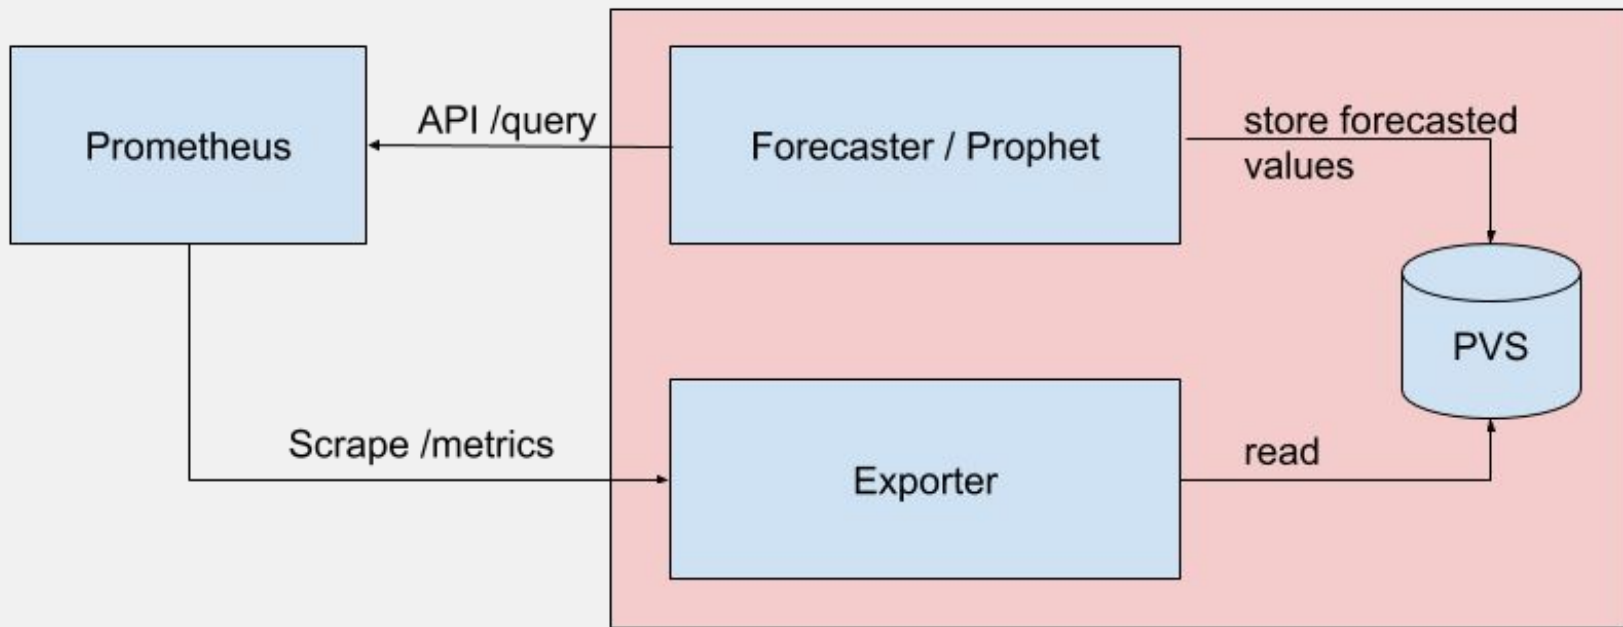 Prometheus
API /query
Forecaster / Prophet
store forecasted
values
PVS
Scrape /metrics
Exporter
read